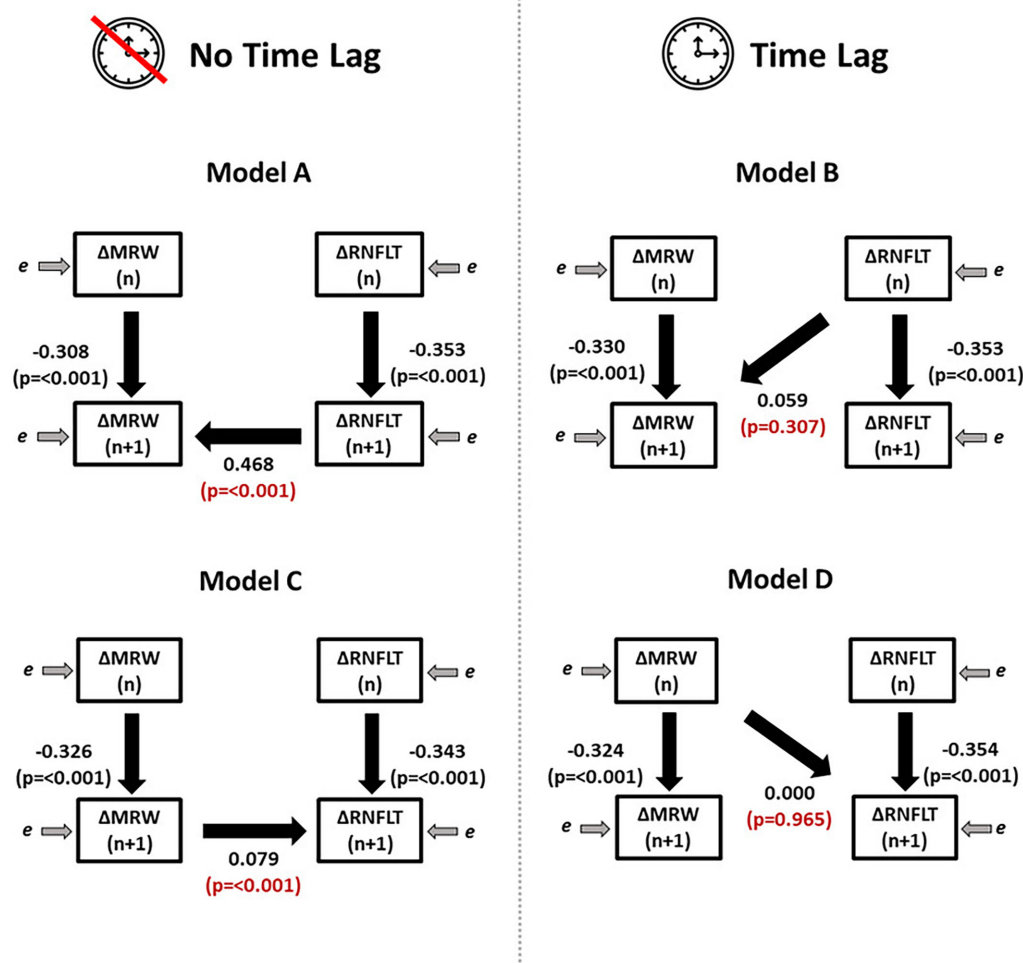 No Time Lag
Time Lag
Model A
ΔMRW
(n)
ΔRNFLT
(n)
e
e
-0.308
(p=<0.001)
-0.353
(p=<0.001)
ΔMRW
(n+1)
ΔRNFLT
(n+1)
e
e
0.468
(p=<0.001)
Model B
ΔMRW
(n)
ΔRNFLT
(n)
e
e
-0.330
(p=<0.001)
-0.353
(p=<0.001)
0.059
(p=0.307)
ΔMRW
(n+1)
ΔRNFLT
(n+1)
e
e
Model C
ΔMRW
(n)
ΔRNFLT
(n)
e
e
-0.326
(p=<0.001)
-0.343
(p=<0.001)
ΔMRW
(n+1)
ΔRNFLT
(n+1)
e
e
0.079
(p=<0.001)
Model D
ΔMRW
(n)
ΔRNFLT
(n)
e
e
-0.324
(p=<0.001)
-0.354
(p=<0.001)
0.000
(p=0.965)
ΔMRW
(n+1)
ΔRNFLT
(n+1)
e
e